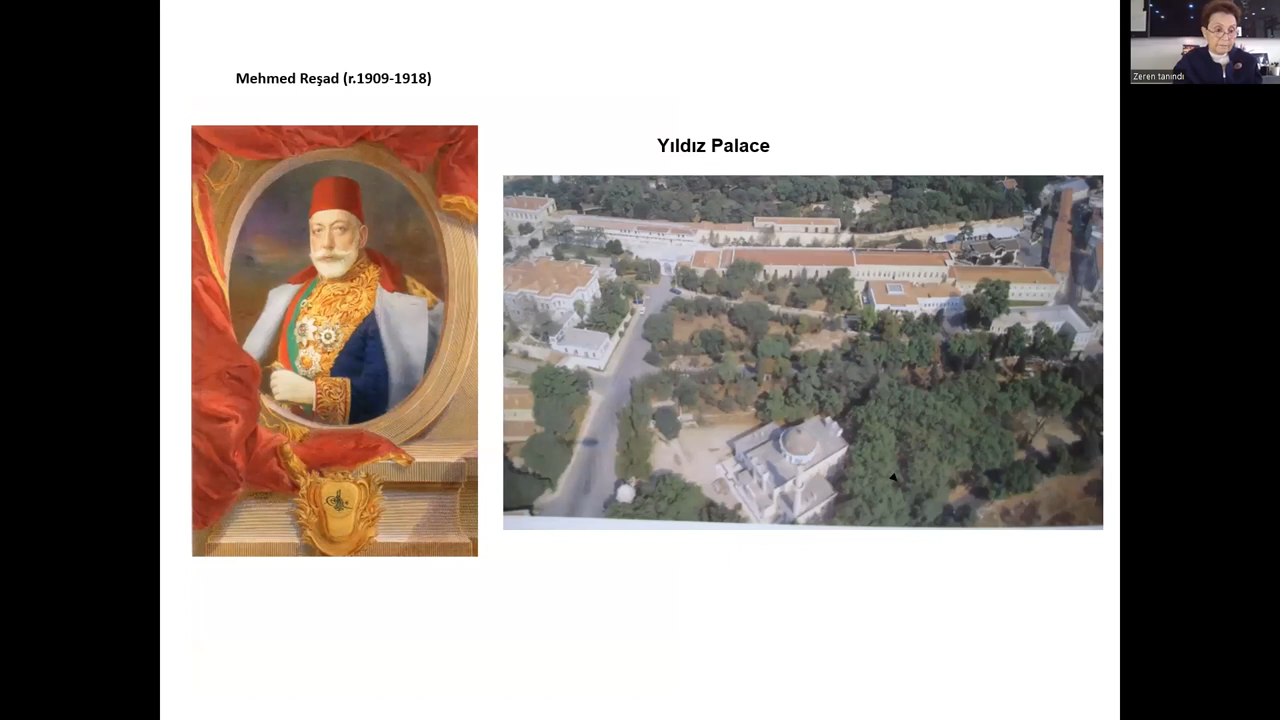 Mehmed Reşad (r.1909-1918)
Yıldız Palace
Zeren tanındı